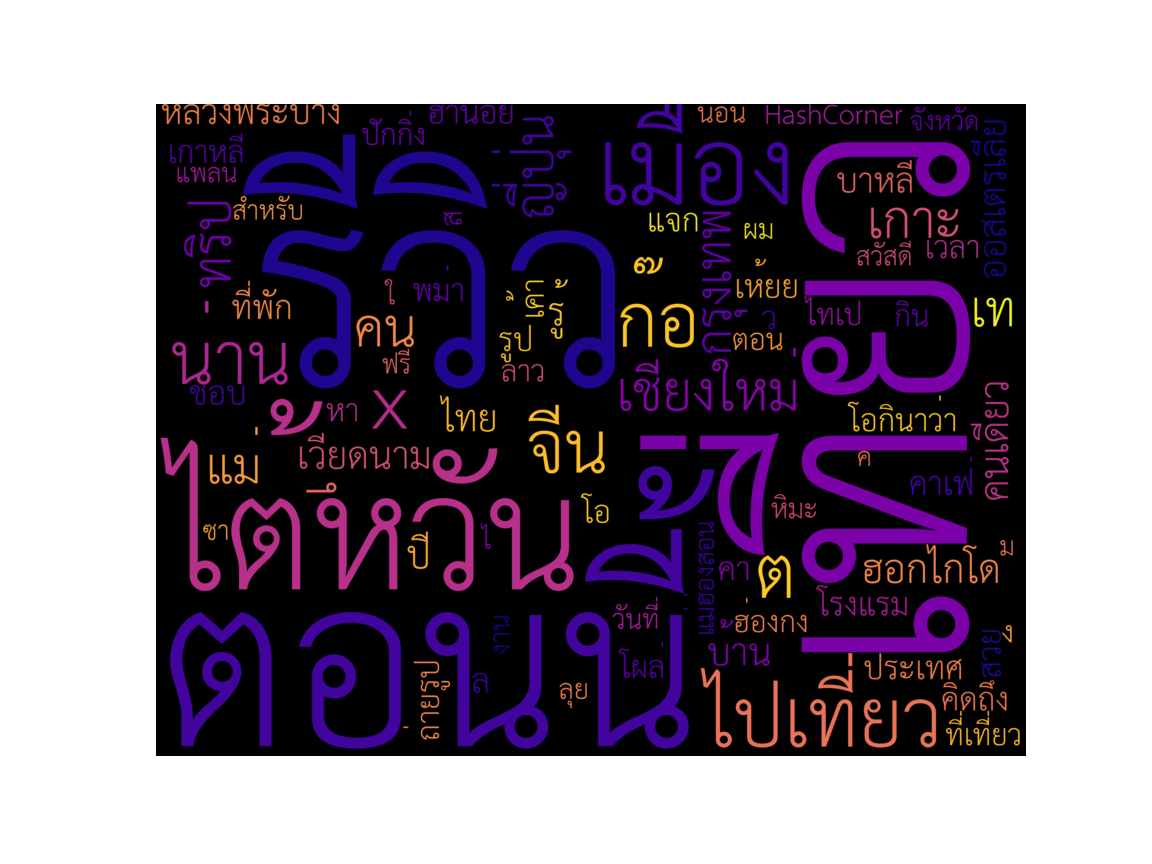 หลวงพระบาง
ฮานอย
นอน
HashCorner
จังหวัด
ปักกิ่ง
เกาหลี
แพลน
ญี่ปุ่น
เมือง
ออสเตรเลีย
บาหลี
สำหรับ
รีวิว
ทริป
แจก
ผม
เกาะ
สวัสดี
เวลา
กรุงเทพ
ก๊อ
พม่า
ใ
ที่พัก
เห้ยย
ว
ไทเป
กิน
เท
คน
รูป
รู้
ตอน
นาน
ฟรี
ลาว
ชอบ
เชียงใหม่
เที่ยว
หา
X
ไทย
จีน
โอกินาว่า
คนเดียว
แม่
เวียดนาม
ค
คาเฟ่
ไต้หวัน
โอ
หิมะ
ซา
ปี
ไ
แม่ฮ่องสอน
คา
ต
ฮอกไกโด
ม
นี้
ตอนนี้
วันที่
ฮ่องกง
โรงแรม
งาน
บ้าน
สวย
ง
โผล่
ถ่ายรูป
ล
ลุย
ไปเที่ยว
ประเทศ
คิดถึง
ที่เที่ยว